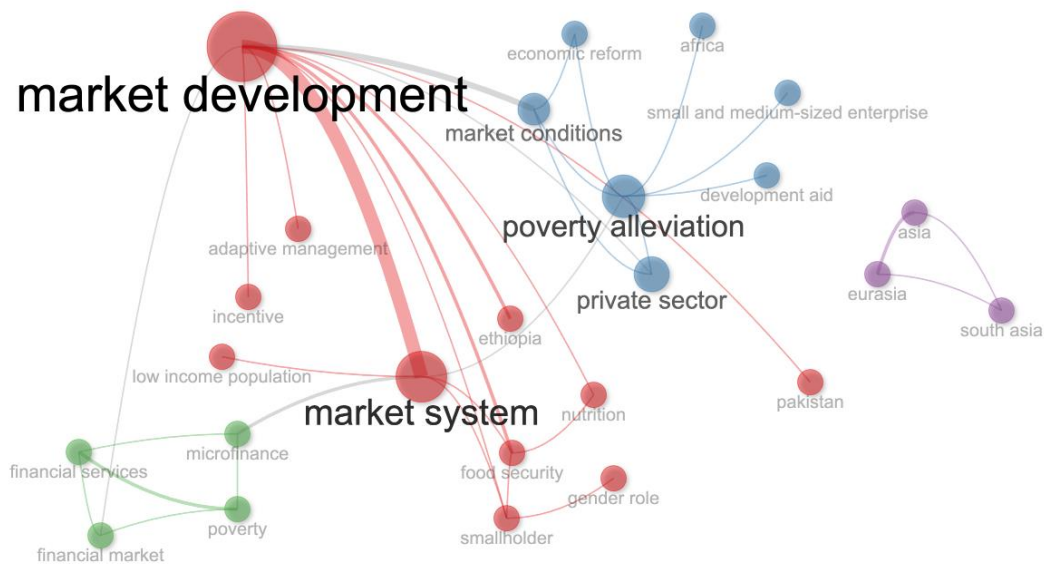 economic reform
africa
market development
small and medium-sized enterprise
market conditions
development aid
poverty alleviation
asia
adaptive management
eurasia
private sector
incentive
south asia
ethiopia
low income population
pakistan
market system
nutrition
microfinance
financial services
food security
gender role
poverty
smallholder
financial market